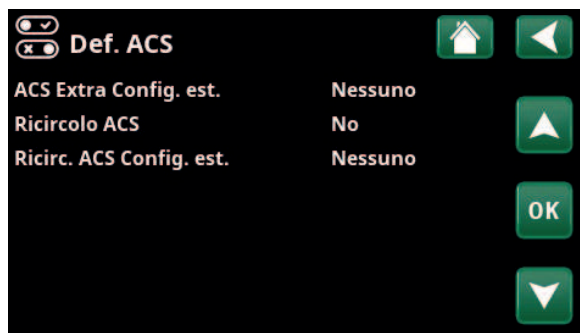 Def. ACS
ACS Extra Config. est. Nessuno
Ricircolo ACS No
Ricirc. ACS Config. est. Nessuno
OK